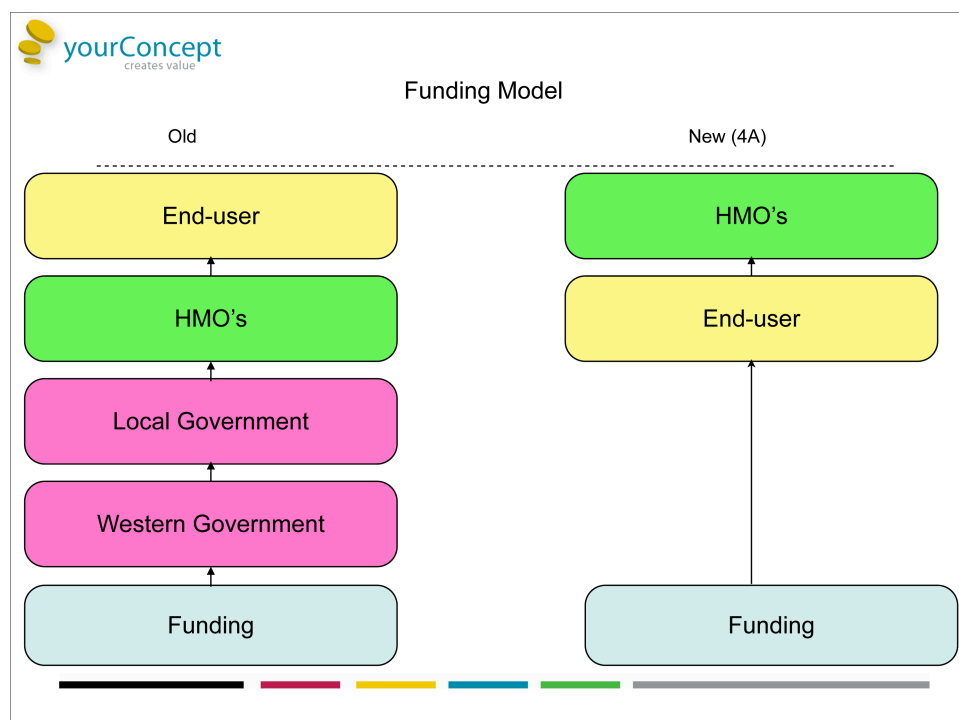 yourConcept
creates value
Funding Model
Old
New (4A)
End-user
HMO’s
HMO’s
End-user
Local Government
Western Government
Funding
Funding